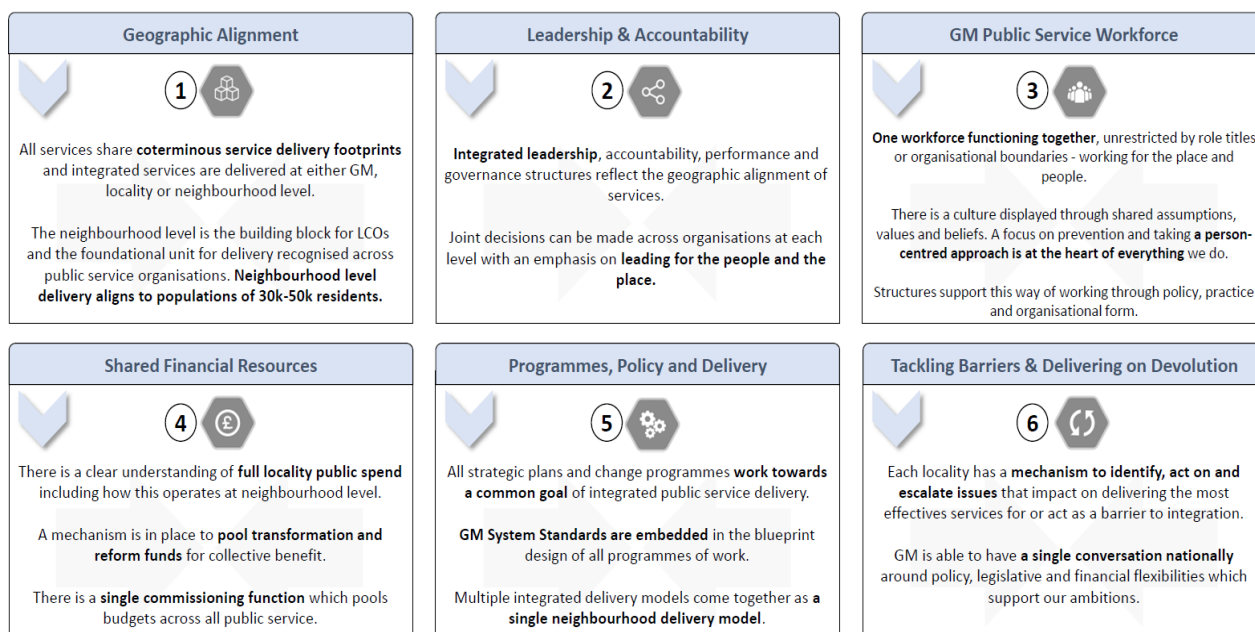 Geographic Alignment
1
All services share coterminous service delivery footprints
and integrated services are delivered at either GM,
locality or neighbourhood level.
The neighbourhood level is the building block for LCOs
and the foundational unit for delivery recognised across
public service organisations. Neighbourhood level
delivery aligns to populations of 30k-50k residents.
Leadership & Accountability
2
Integrated leadership, accountability, performance and
governance structures reflect the geographic alignment of
services.
Joint decisions can be made across organisations at each
level with an emphasis on leading for the people and the
place.
GM Public Service Workforce
3
One workforce functioning together, unrestricted by role titles
or organisational boundaries - working for the place and
people.
There is a culture displayed through shared assumptions,
values and beliefs. A focus on prevention and taking a person-
centred approach is at the heart of everything we do.
Structures support this way of working through policy, practice
and organisational form.
Shared Financial Resources
4
£
There is a clear understanding of full locality public spend
including how this operates at neighbourhood level.
A mechanism is in place to pool transformation and
reform funds for collective benefit.
There is a single commissioning function which pools
budgets across all public service.
Programmes, Policy and Delivery
5
All strategic plans and change programmes work towards
a common goal of integrated public service delivery.
GM System Standards are embedded in the blueprint
design of all programmes of work.
Multiple integrated delivery models come together as a
single neighbourhood delivery model.
Tackling Barriers & Delivering on Devolution
6
Each locality has a mechanism to identify, act on and
escalate issues that impact on delivering the most
effectives services for or act as a barrier to integration.
GM is able to have a single conversation nationally
around policy, legislative and financial flexibilities which
support our ambitions.